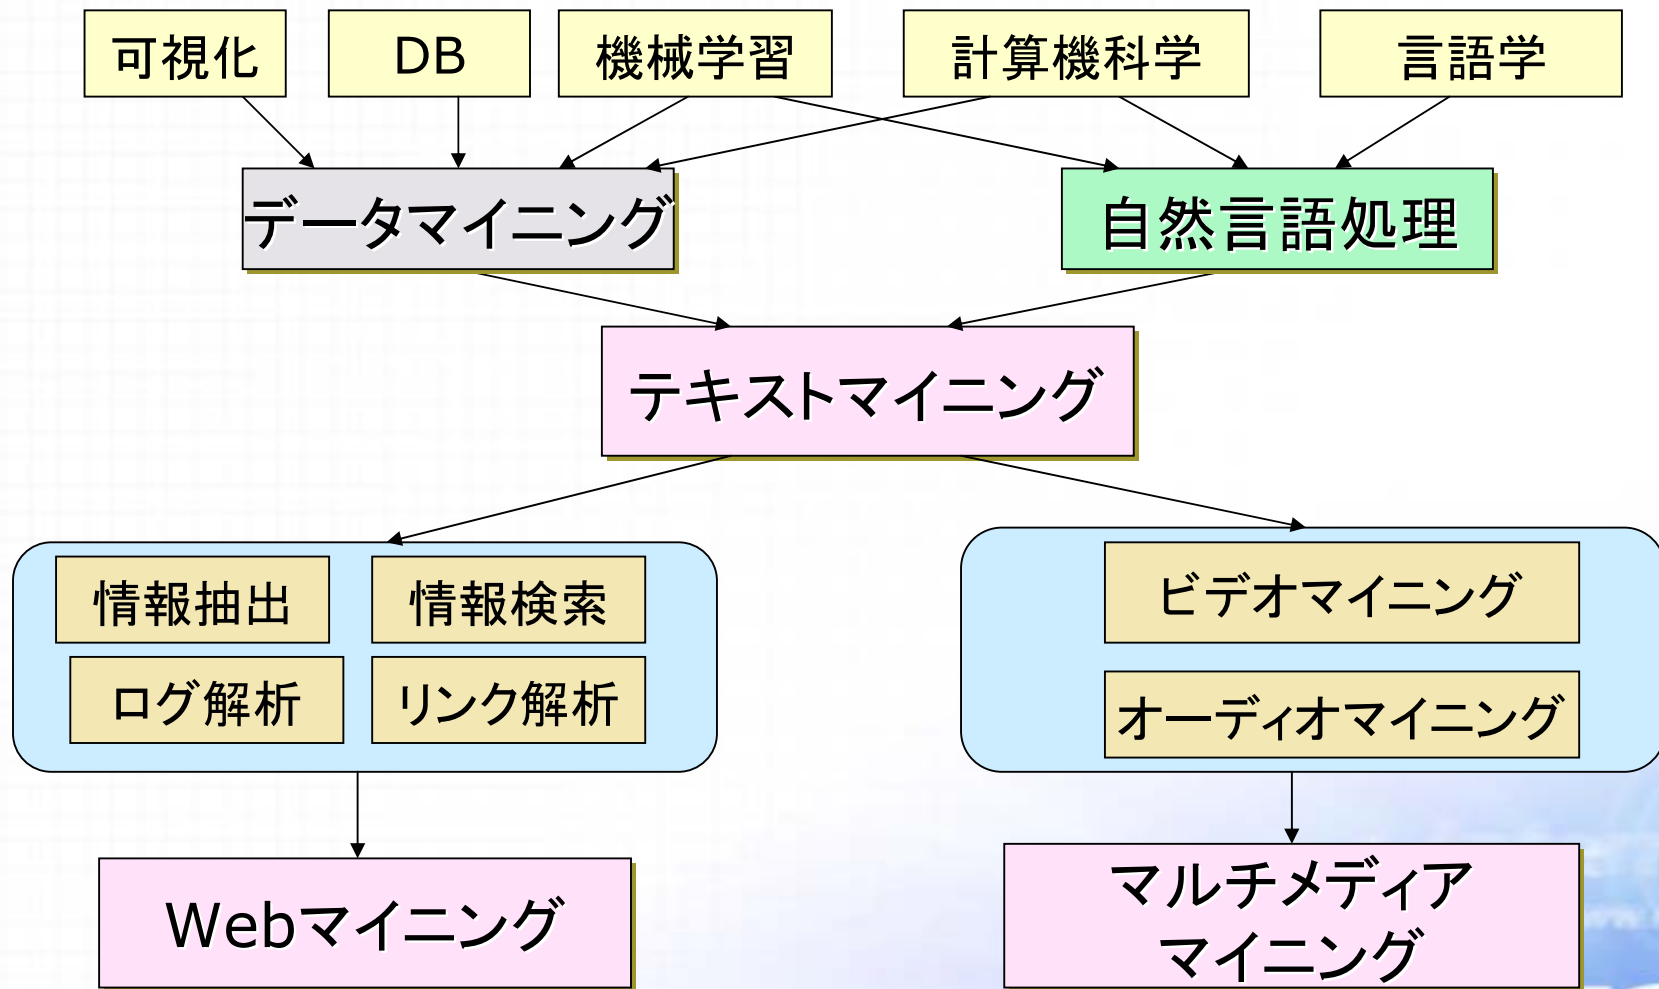 可視化
DB
機械学習
計算機科学
言語学
データマイニング
自然言語処理
テキストマイニング
情報抽出
情報検索
ログ解析
リンク解析
ビデオマイニング
オーディオマイニング
Webマイニング
マルチメディア
マイニング